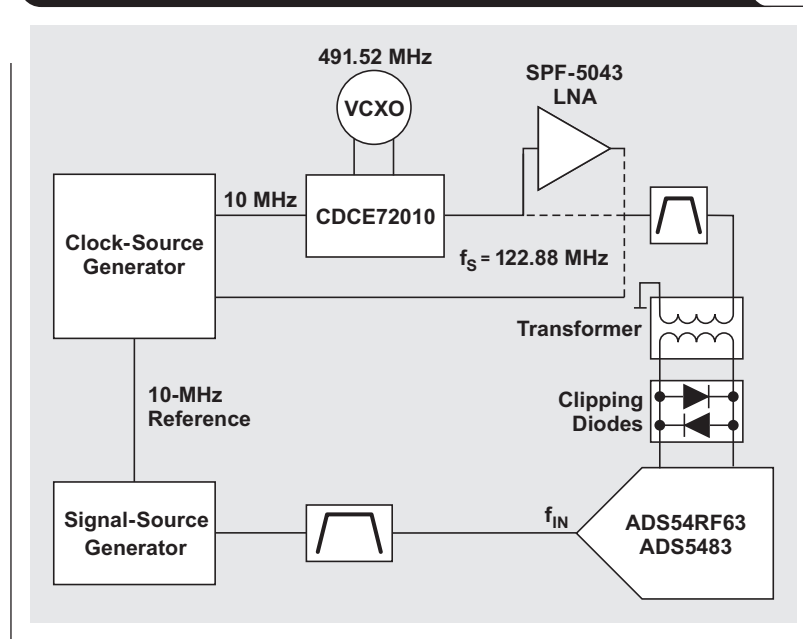 491.52 MHz
VCXO
SPF-5043
LNA
10 MHz
CDCE72010
Clock-Source
Generator
fS = 122.88 MHz
Transformer
10-MHz
Reference
Clipping
Diodes
Signal-Source
Generator
fIN
ADS54RF63
ADS5483